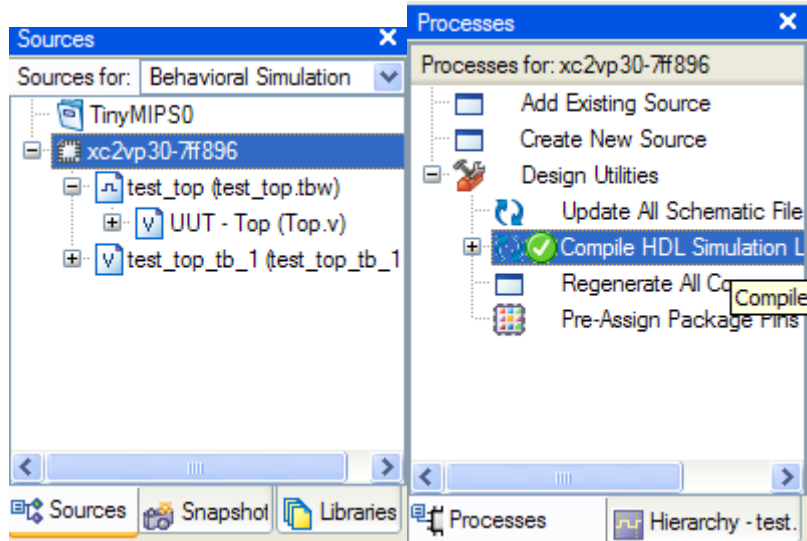 Sources
Sources for: Behavioral Simulation
TinyMIPS0
xc2vp30-7ff896
test_top (test_top.tbw)
UUT - Top (Top.v)
test_top_tb_1 (test_top_tb_1
Sources
Snapshot
Libraries
Processes
Processes for: xc2vp30-7ff896
Add Existing Source
Create New Source
Design Utilities
Update All Schematic File
Compile HDL Simulation L
Regenerate All Co
Compile
Pre-Assign Package Pins
Processes
Hierarchy - test.